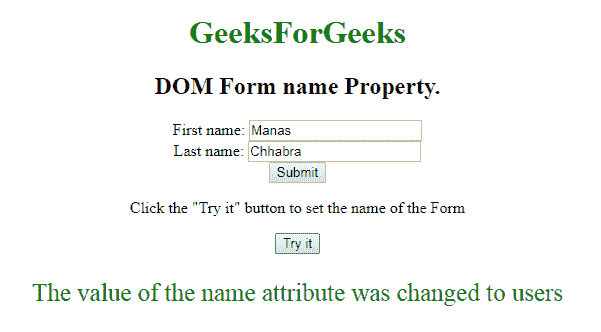 GeeksForGeeks
DOM Form name Property.
First name: Manas
Last name: Chhabra
Submit
Click the "Try it" button to set the name of the Form
Try it
The value of the name attribute was changed to users